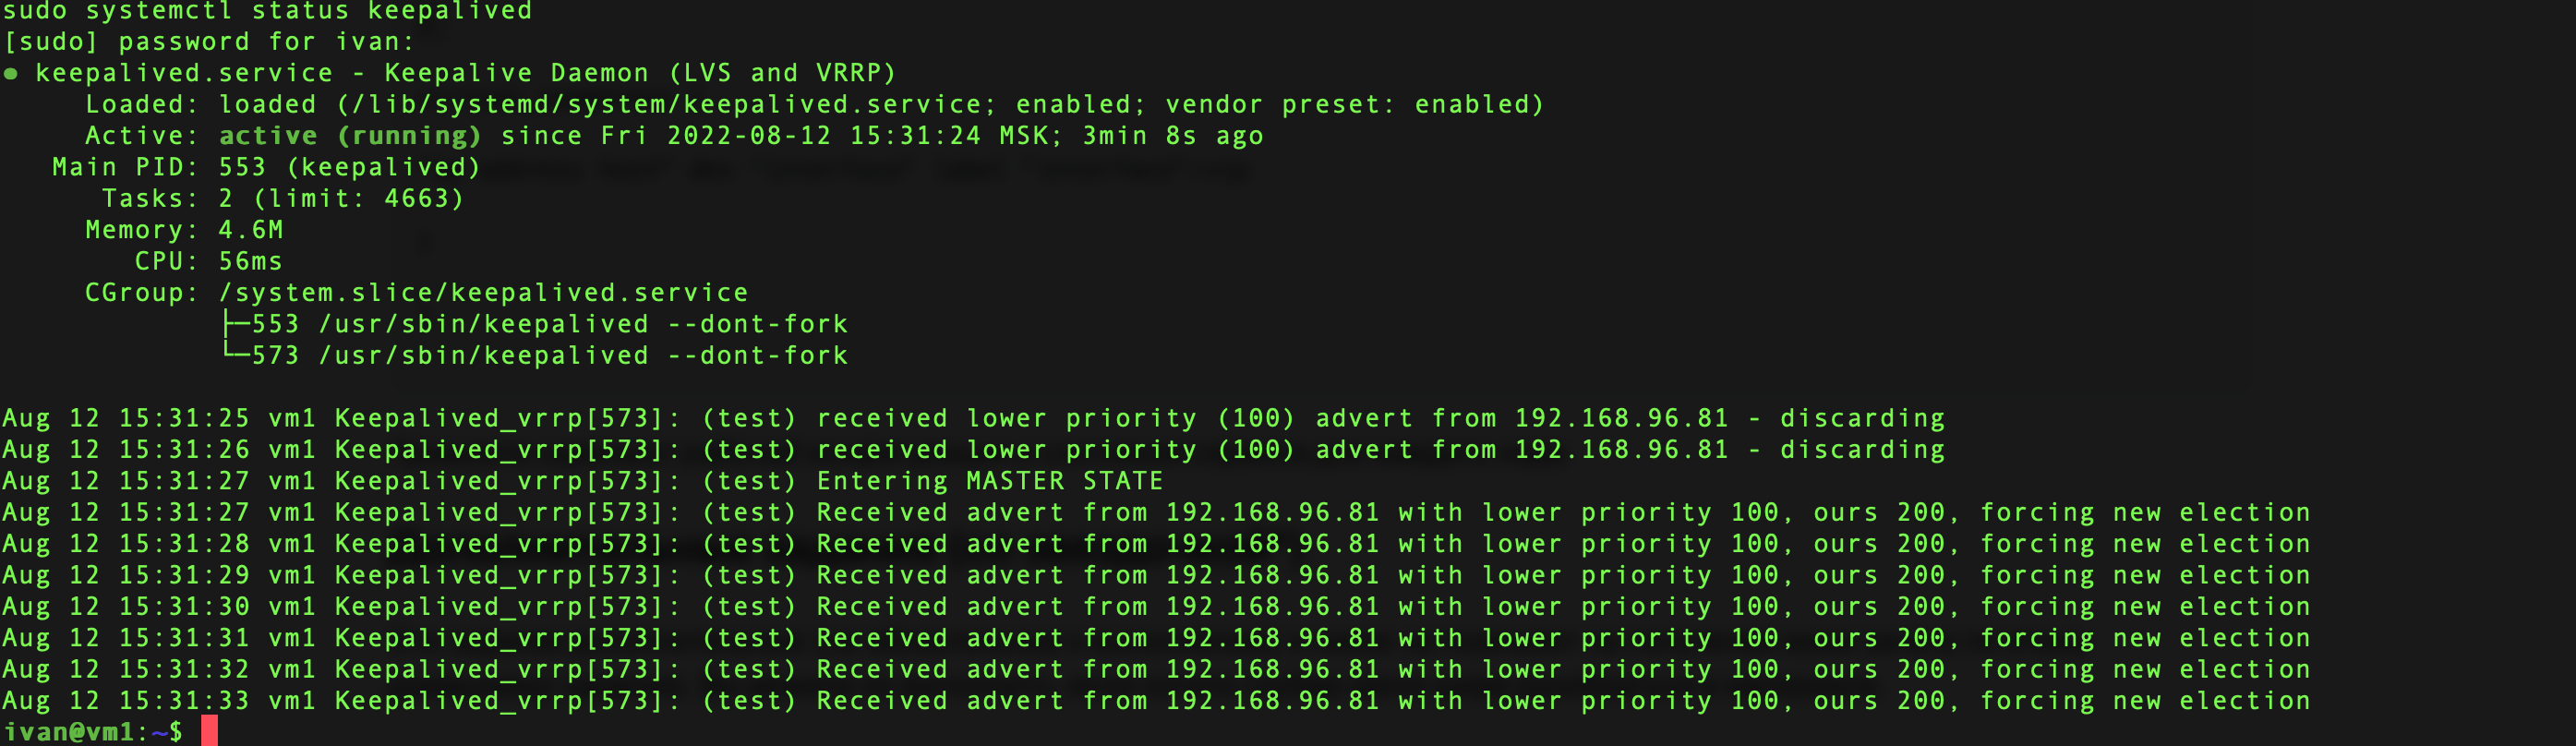 sudo systemctl status keepalived
[sudo] password for ivan:
● keepalived.service - Keepalive Daemon (LVS and VRRP)
     Loaded: loaded (/lib/systemd/system/keepalived.service; enabled; vendor preset: enabled)
     Active: active (running) since Fri 2022-08-12 15:31:24 MSK; 3min 8s ago
   Main PID: 553 (keepalived)
      Tasks: 2 (limit: 4663)
     Memory: 4.6M
        CPU: 56ms
     CGroup: /system.slice/keepalived.service
             ├─553 /usr/sbin/keepalived --dont-fork
             └─573 /usr/sbin/keepalived --dont-fork

Aug 12 15:31:25 vm1 Keepalived_vrrp[573]: (test) received lower priority (100) advert from 192.168.96.81 - discarding
Aug 12 15:31:26 vm1 Keepalived_vrrp[573]: (test) received lower priority (100) advert from 192.168.96.81 - discarding
Aug 12 15:31:27 vm1 Keepalived_vrrp[573]: (test) Entering MASTER STATE
Aug 12 15:31:27 vm1 Keepalived_vrrp[573]: (test) Received advert from 192.168.96.81 with lower priority 100, ours 200, forcing new election
Aug 12 15:31:28 vm1 Keepalived_vrrp[573]: (test) Received advert from 192.168.96.81 with lower priority 100, ours 200, forcing new election
Aug 12 15:31:29 vm1 Keepalived_vrrp[573]: (test) Received advert from 192.168.96.81 with lower priority 100, ours 200, forcing new election
Aug 12 15:31:30 vm1 Keepalived_vrrp[573]: (test) Received advert from 192.168.96.81 with lower priority 100, ours 200, forcing new election
Aug 12 15:31:31 vm1 Keepalived_vrrp[573]: (test) Received advert from 192.168.96.81 with lower priority 100, ours 200, forcing new election
Aug 12 15:31:32 vm1 Keepalived_vrrp[573]: (test) Received advert from 192.168.96.81 with lower priority 100, ours 200, forcing new election
Aug 12 15:31:33 vm1 Keepalived_vrrp[573]: (test) Received advert from 192.168.96.81 with lower priority 100, ours 200, forcing new election
ivan@vm1:~$